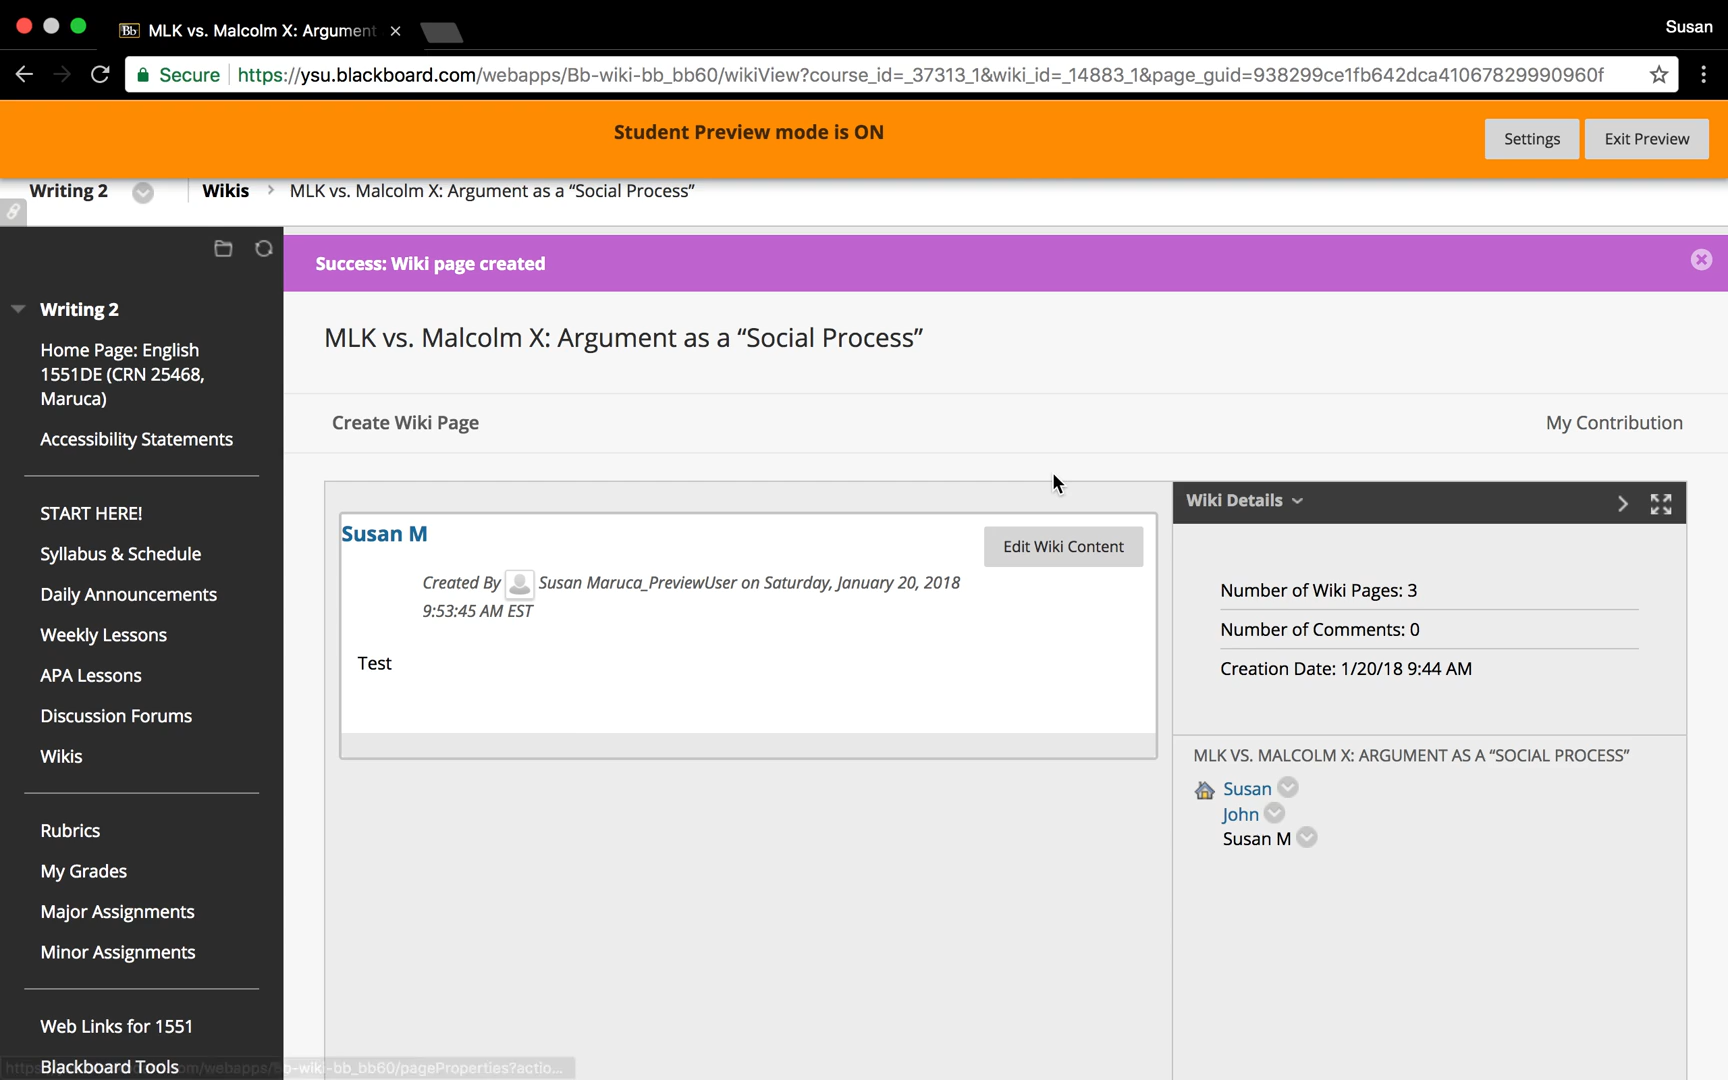 Bb MLK vs. Malcolm X: Argument
Susan
Secure https://ysu.blackboard.com/webapps/Bb-wiki-bb_bb60/wikiView?course_id=_37313_1&wiki_id=_14883_1&page_guid=938299ce1fb642dca41067829990960f
Student Preview mode is ON
Settings
Exit Preview
Writing 2
Wikis
MLK vs. Malcolm X: Argument as a “Social Process”
Success: Wiki page created
Writing 2
Home Page: English
1551DE (CRN 25468,
Maruca)
Accessibility Statements
START HERE!
Syllabus & Schedule
Daily Announcements
Weekly Lessons
APA Lessons
Discussion Forums
Wikis
Rubrics
My Grades
Major Assignments
Minor Assignments
Web Links for 1551
Blackboard Tools
MLK vs. Malcolm X: Argument as a “Social Process”
Create Wiki Page
My Contribution
Susan M
Edit Wiki Content
Created By Susan Maruca_PreviewUser on Saturday, January 20, 2018
9:53:45 AM EST
Test
Wiki Details
Number of Wiki Pages: 3
Number of Comments: 0
Creation Date: 1/20/18 9:44 AM
MLK VS. MALCOLM X: ARGUMENT AS A “SOCIAL PROCESS”
Susan
John
Susan M